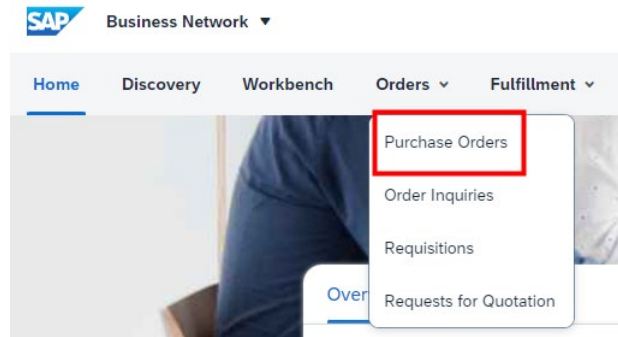 SAP Business Network
Home Discovery Workbench Orders Fulfillment
Purchase Orders
Order Inquiries
Requisitions
Over
Requests for Quotation